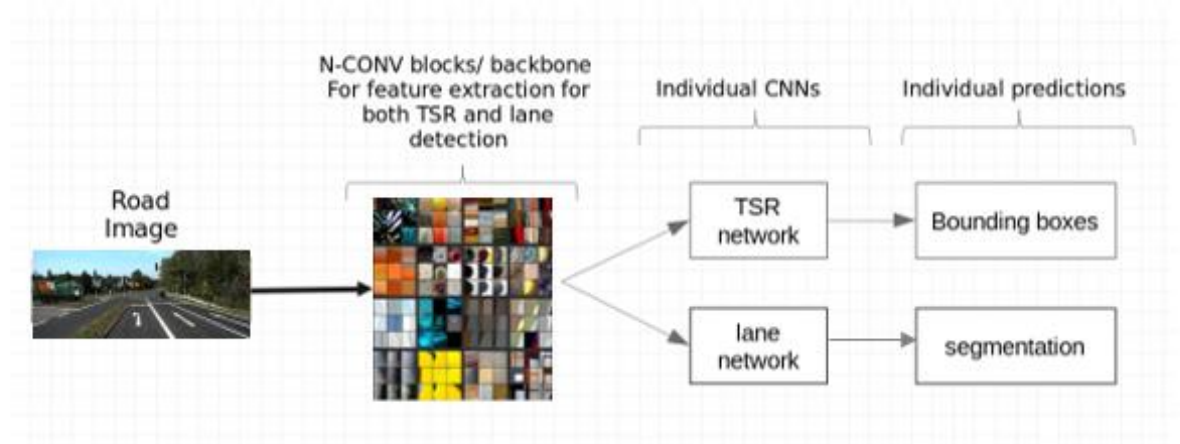 N-CONV blocks/ backbone
For feature extraction for
both TSR and lane
detection
Individual CNNs
Individual predictions
Road
Image
TSR
network
Bounding boxes
lane
network
segmentation